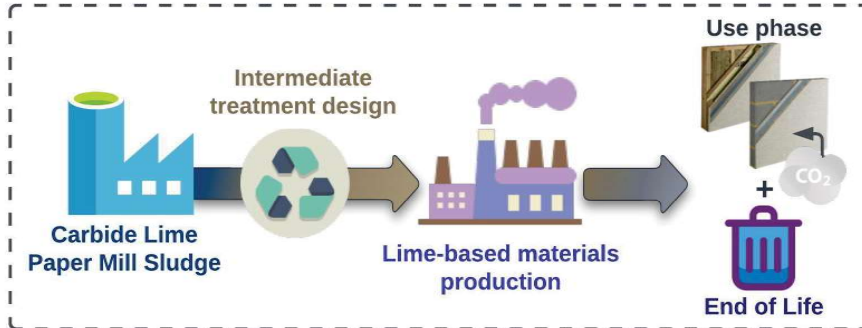 Use phase
Intermediate
treatment design
CO2
+
Carbide Lime
Paper Mill Sludge
Lime-based materials
production
End of Life